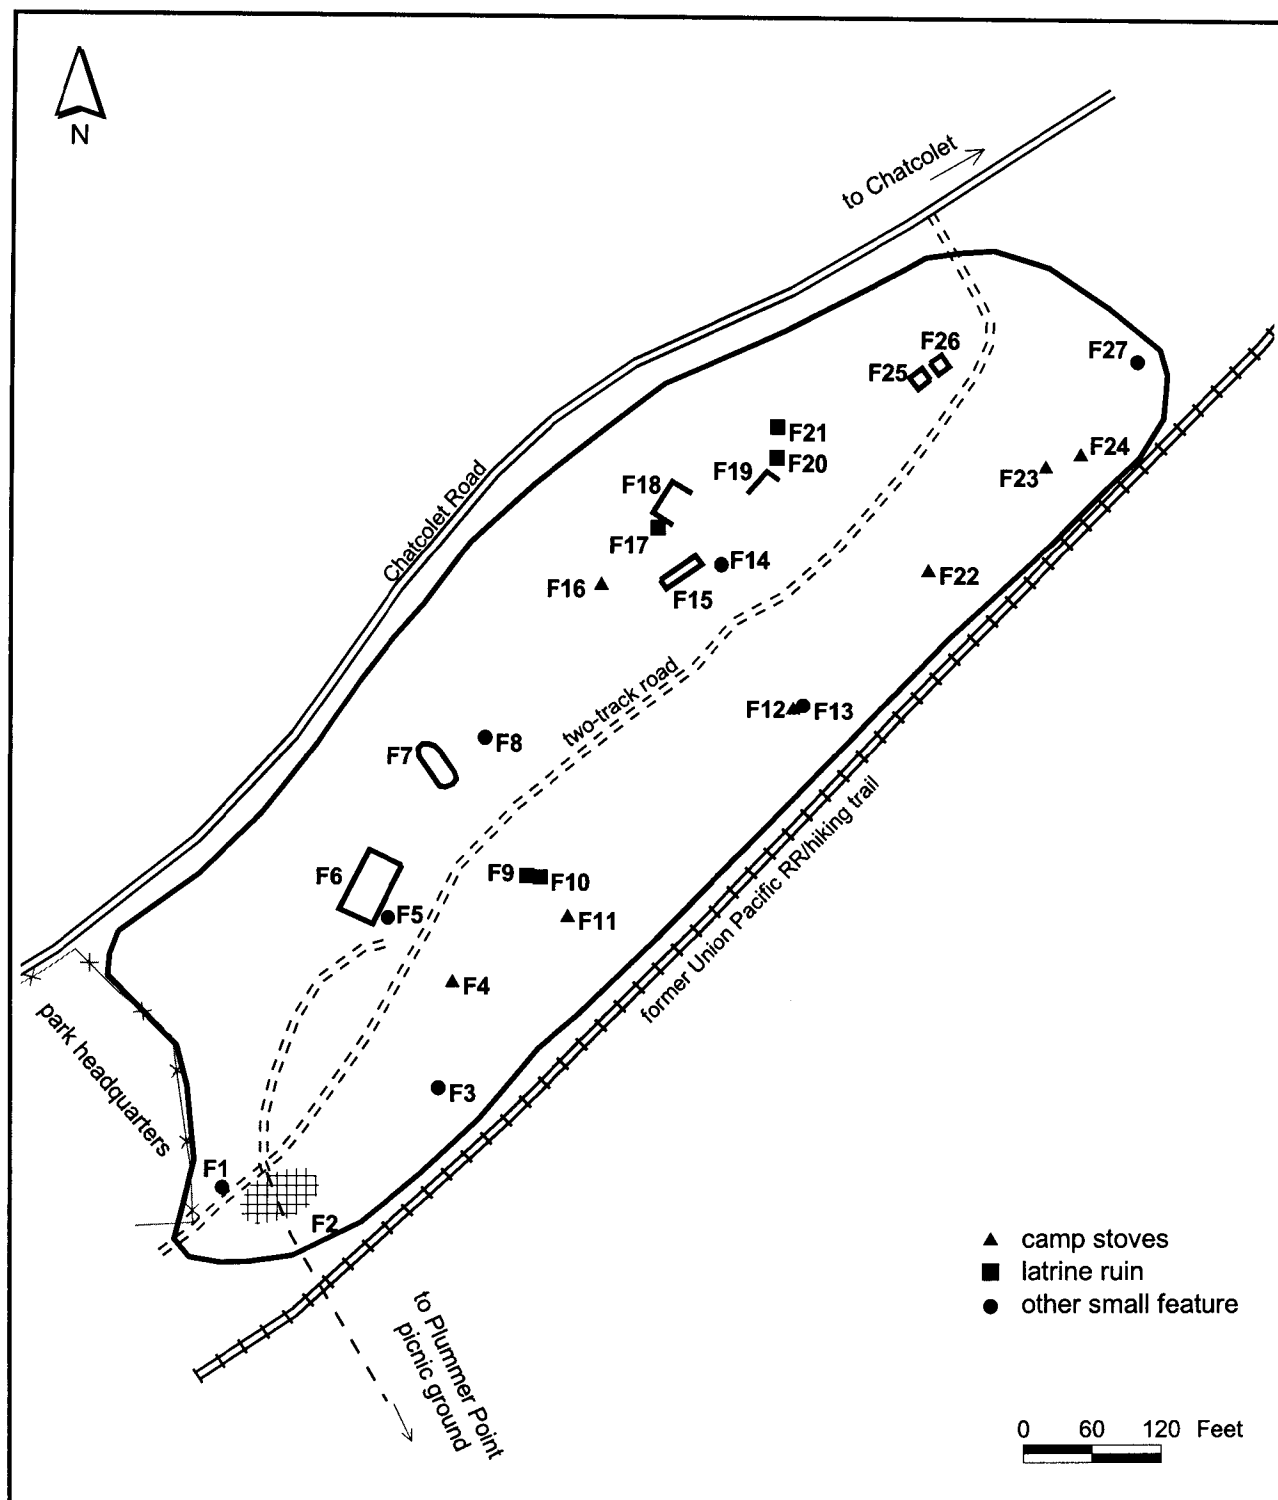 N
to Chatcolet
F26
F27
F25
F21
F24
F20
F19
F23
F18
Chatcolet Road
F17
F14
F22
F16
F15
two-track road
F12
F13
F8
F7
former Union Pacific RR/hiking trail
F6
F9
F10
F5
F11
F4
park headquarters
F3
F1
F2
camp stoves
latrine ruin
other small feature
to Plummer Point
picnic ground
0 60 120 Feet